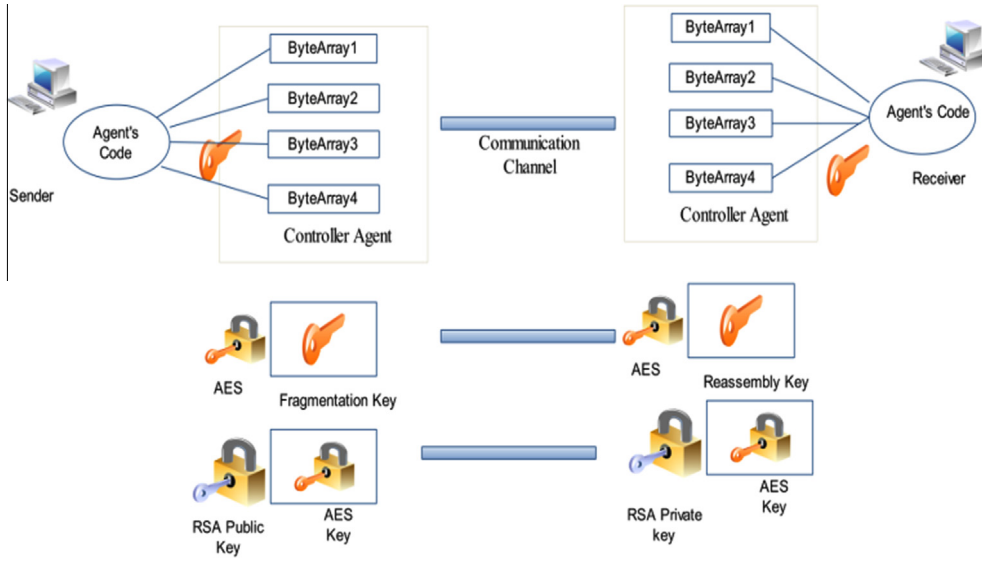 ByteArray1
ByteArray2
ByteArray3
ByteArray4
Agent's
Code
Sender
Controller Agent
Communication
Channel
ByteArray1
ByteArray2
ByteArray3
ByteArray4
Agent's Code
Receiver
Controller Agent
AES
Fragmentation Key
AES
Reassembly Key
RSA Public
Key
AES
Key
RSA Private
key
AES
Key